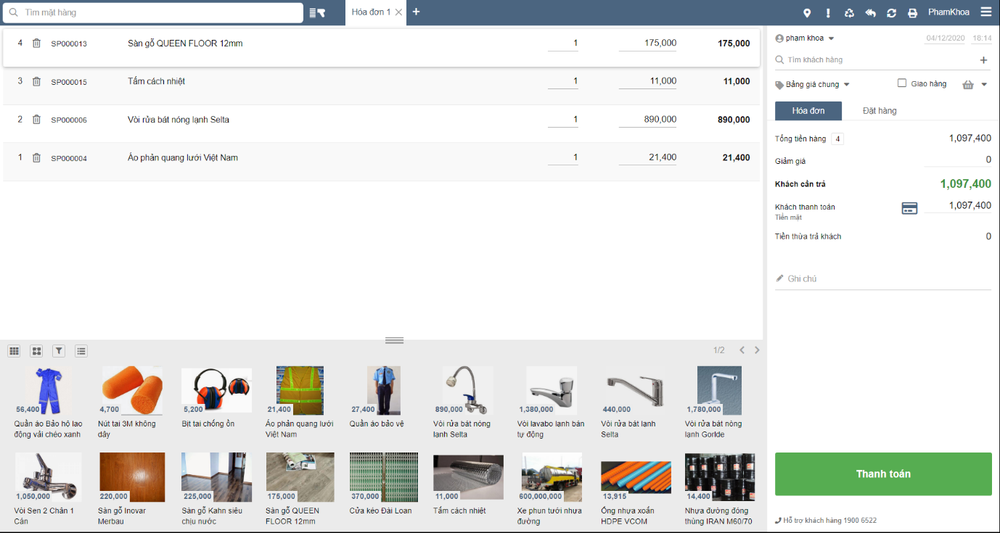 Tìm mặt hàng
Hóa đơn 1
PhamKhoa
4 SP000013 Sàn gỗ QUEEN FLOOR 12mm 1 175,000 175,000
3 SP000015 Tấm cách nhiệt 1 11,000 11,000
2 SP000006 Vòi rửa bát nóng lạnh Selta 1 890,000 890,000
1 SP000004 Áo phản quang lưới Việt Nam 1 21,400 21,400
phạm khoa 04/12/2020 18:14
Tìm khách hàng
Bảng giá chung Giao hàng
Hóa đơn Đặt hàng
Tổng tiền hàng 4 1,097,400
Giảm giá 0
Khách cần trả 1,097,400
Khách thanh toán 1,097,400
Tiền mặt
Tiền thừa trả khách 0
Ghi chú
1/2
56,400 4,700 5,200 21,400 27,400 890,000 1,380,000 440,000 1,780,000
Quần áo Bảo hộ lao Nút tai 3M không Bịt tai chống ồn Áo phản quang lưới Quần áo bảo vệ Vòi rửa bát nóng Vòi lavabo lạnh bán Vòi rửa bát lạnh Vòi rửa bát nóng
động vải chéo xanh dây Việt Nam lạnh Selta tự động Selta lạnh Gorlde
1,050,000 220,000 225,000 175,000 370,000 11,000 600,000,000 13,915 14,400
Vòi Sen 2 Chân 1 Sàn gỗ Inovar Sàn gỗ Kahn siêu Sàn gỗ QUEEN Cửa kéo Đài Loan Tấm cách nhiệt Xe phun tưới nhựa Ống nhựa xoắn Nhựa đường đóng
Cán Merbau chịu nước FLOOR 12mm đường HDPE VCOM thùng IRAN M60/70
Thanh toán
Hỗ trợ khách hàng 1900 6522